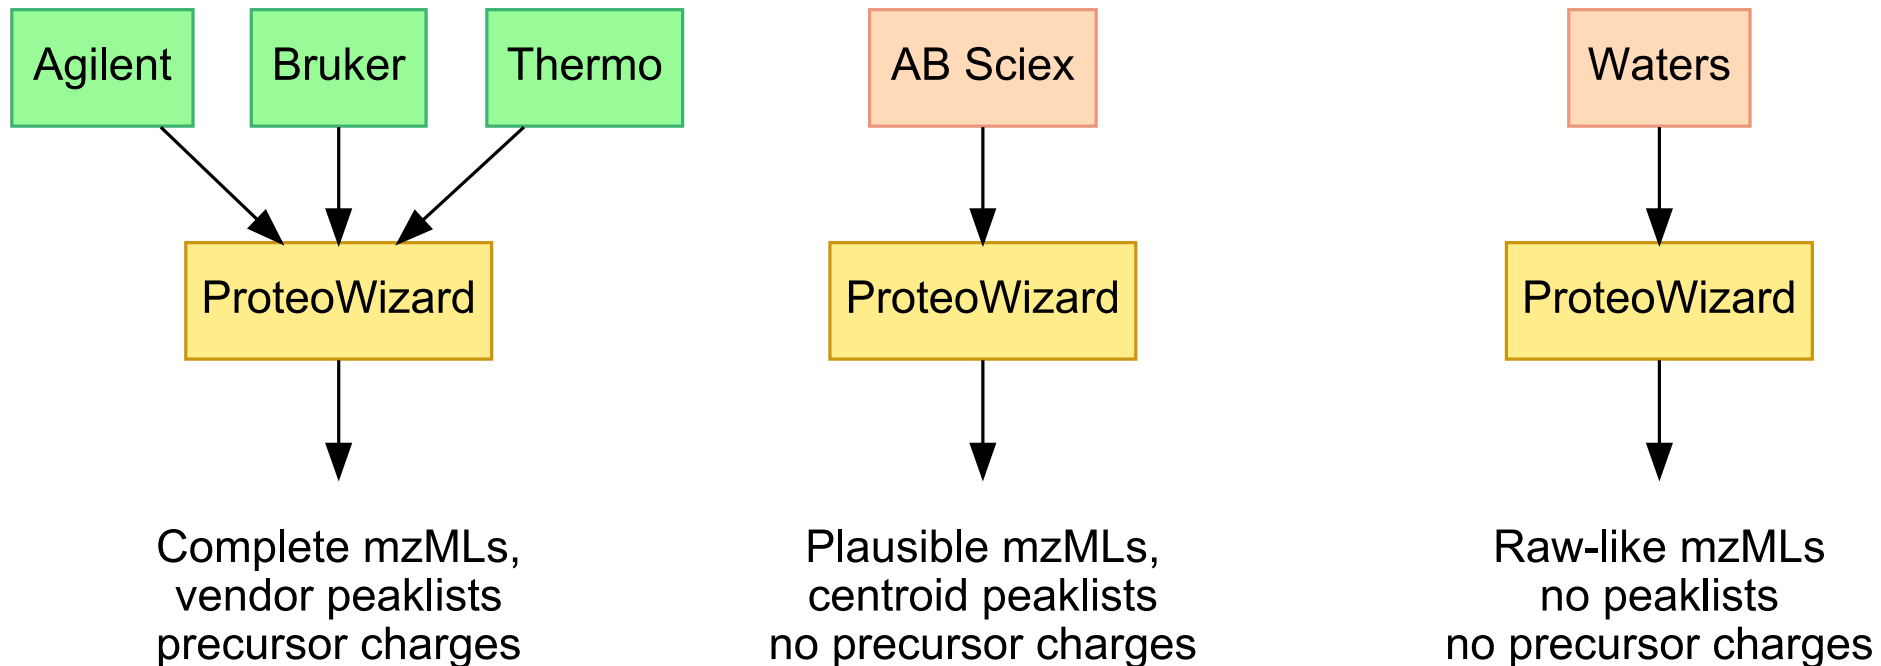 Agilent
Bruker
Thermo
AB Sciex
Waters
ProteoWizard
ProteoWizard
ProteoWizard
Complete mzMLs,
vendor peaklists
precursor charges
Plausible mzMLs,
centroid peaklists
no precursor charges
Raw-like mzMLs
no peaklists
no precursor charges